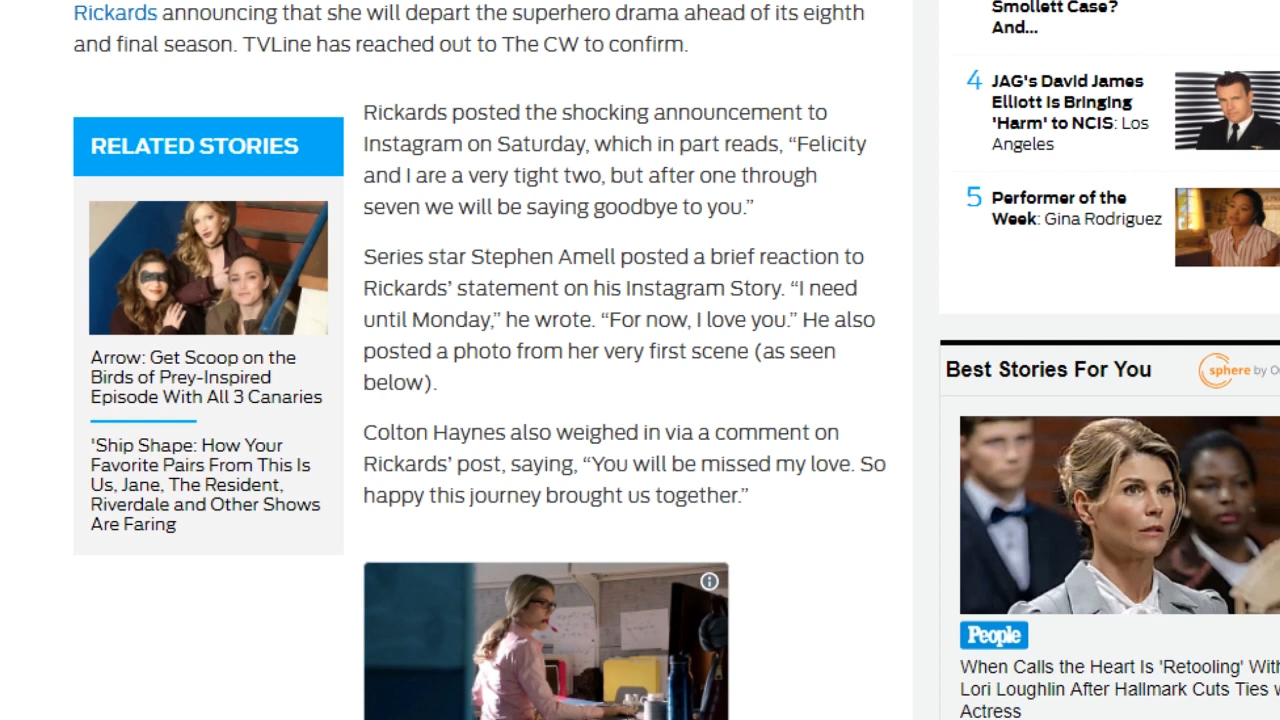 Rickards announcing that she will depart the superhero drama ahead of its eighth
and final season. TVLine has reached out to The CW to confirm.
RELATED STORIES
Arrow: Get Scoop on the
Birds of Prey-Inspired
Episode With All 3 Canaries
'Ship Shape: How Your
Favorite Pairs From This Is
Us, Jane, The Resident,
Riverdale and Other Shows
Are Faring
Rickards posted the shocking announcement to
Instagram on Saturday, which in part reads, “Felicity
and I are a very tight two, but after one through
seven we will be saying goodbye to you.”
Series star Stephen Amell posted a brief reaction to
Rickards’ statement on his Instagram Story. “I need
until Monday,” he wrote. “For now, I love you.” He also
posted a photo from her very first scene (as seen
below).
Colton Haynes also weighed in via a comment on
Rickards’ post, saying, “You will be missed my love. So
happy this journey brought us together.”
Smollett Case?
And...
4 JAG's David James
Elliott Is Bringing
'Harm' to NCIS: Los
Angeles
5 Performer of the
Week: Gina Rodriguez
Best Stories For You
sphere by O
People
When Calls the Heart Is 'Retooling' With
Lori Loughlin After Hallmark Cuts Ties w
Actress